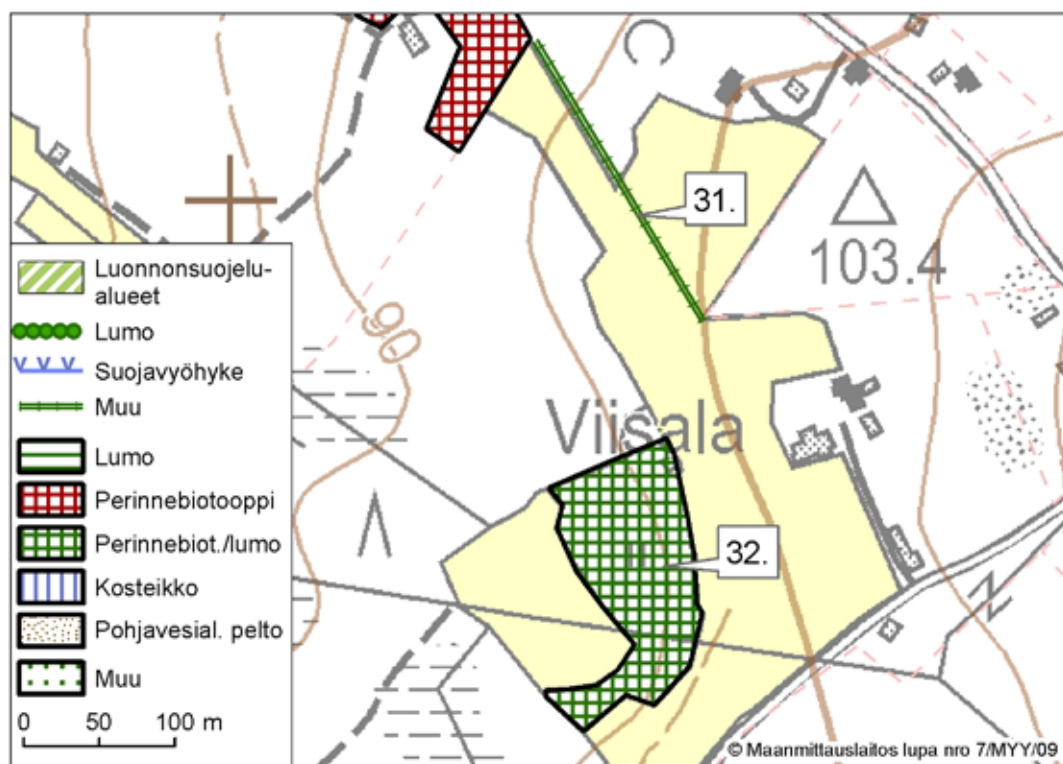 31.
103.4
90
Viisala
32.
Luonnonsuojelu-
alueet
Lumo
Suojavyöhyke
Muu
Lumo
Perinnebiotooppi
Perinnebiot./lumo
Kosteikko
Pohjavesial. pelto
Muu
0 50 100 m
© Maanmittauslaitos lupa nro 7/MYY/09